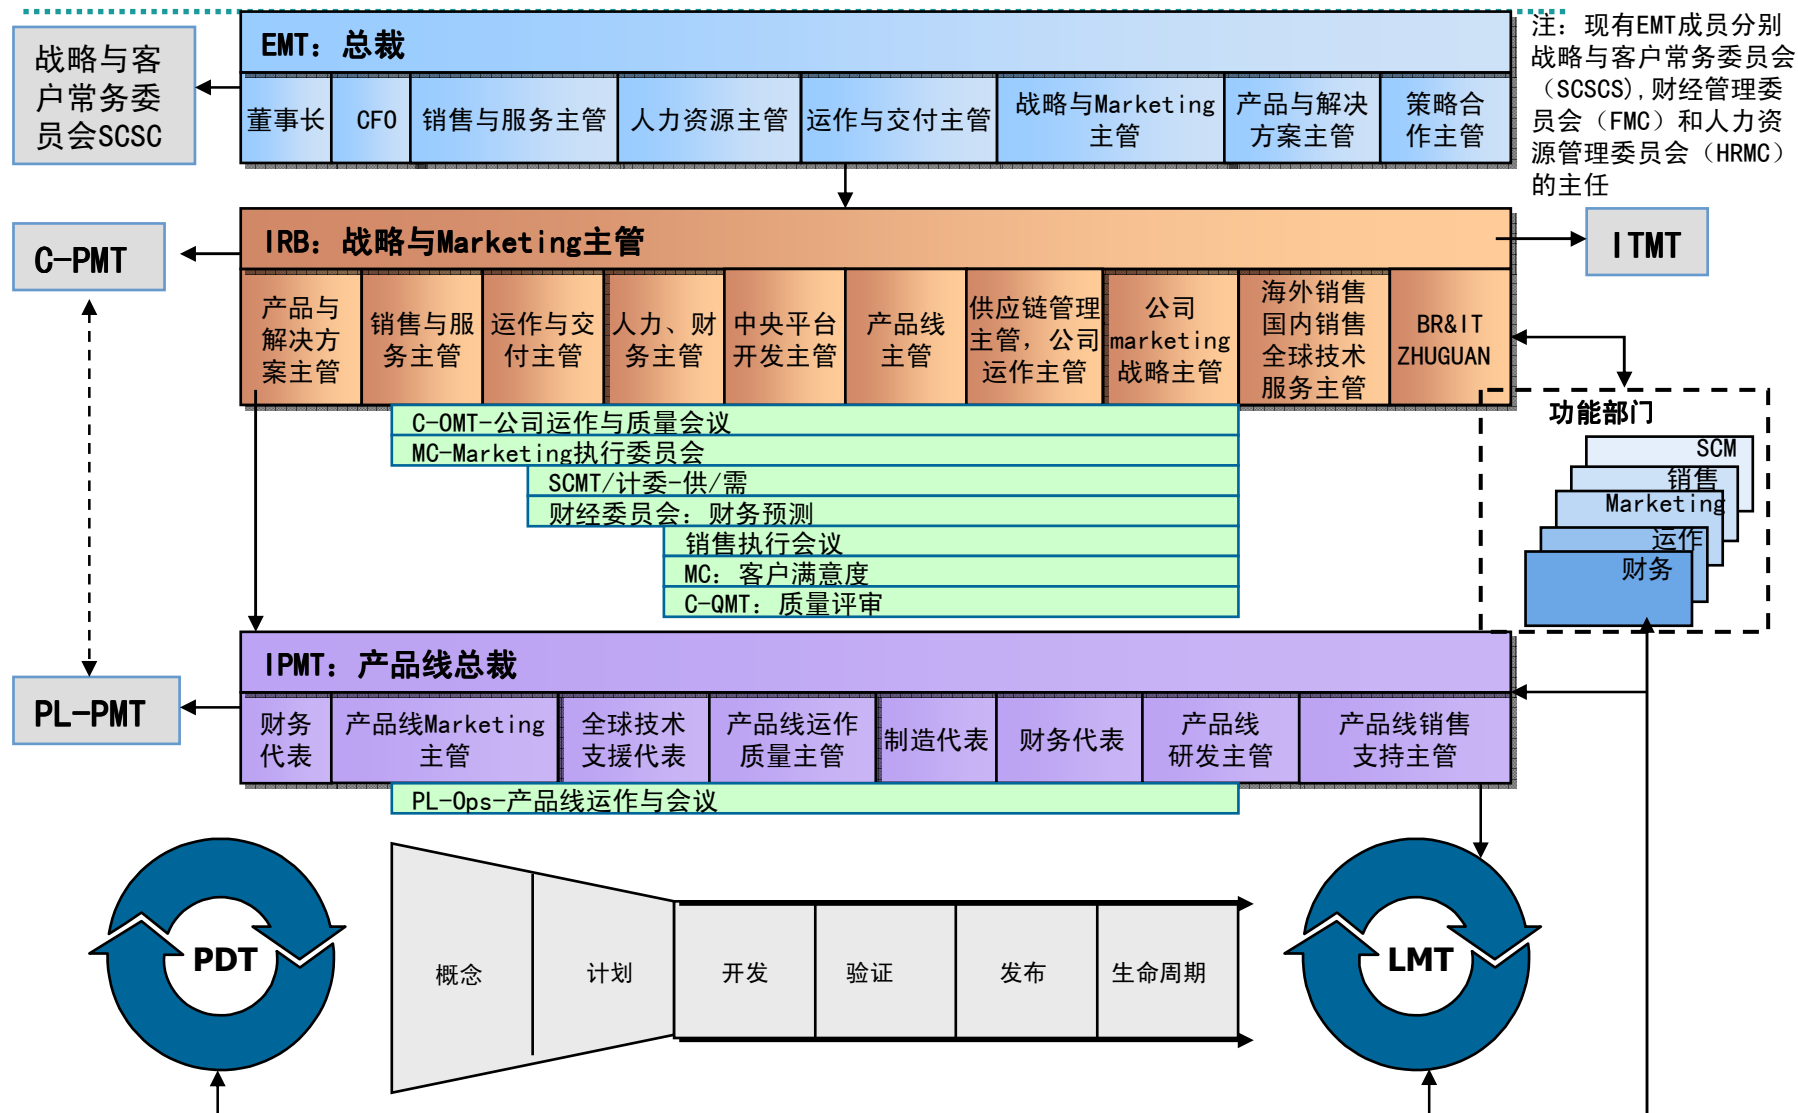 战略与客
户常务委
员会SCSC
EMT：总裁
董事长
CFO
销售与服务主管
人力资源主管
运作与交付主管
战略与Marketing
主管
产品与解决
方案主管
策略合
作主管
注：现有EMT成员分别
战略与客户常务委员会
（SCSCS),财经管理委
员会（FMC）和人力资
源管理委员会（HRMC）
的主任
C-PMT
IRB：战略与Marketing主管
ITMT
产品与
解决方
案主管
销售与服
务主管
运作与交
付主管
人力、财
务主管
中央平台
开发主管
产品线
主管
供应链管理
主管，公司
运作主管
公司
marketing
战略主管
海外销售
国内销售
全球技术
服务主管
BR&IT
ZHUGUAN
C-OMT-公司运作与质量会议
MC-Marketing执行委员会
SCMT/计委-供/需
财经委员会：财务预测
销售执行会议
MC：客户满意度
C-QMT：质量评审
功能部门
SCM
销售
Marketing
运作
财务
PL-PMT
IPMT：产品线总裁
财务
代表
产品线Marketing
主管
全球技术
支援代表
产品线运作
质量主管
制造代表
财务代表
产品线
研发主管
产品线销售
支持主管
PL-Ops-产品线运作与会议
PDT
概念
计划
开发
验证
发布
生命周期
LMT